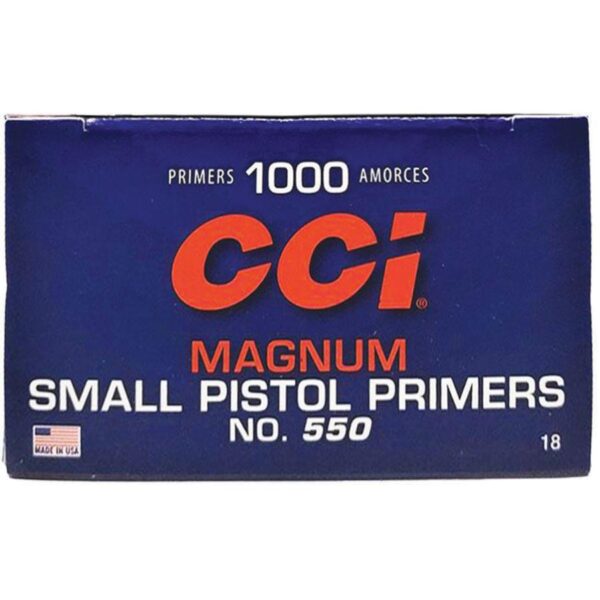 PRIMERS 1000 AMORCES
CCI®
MAGNUM
SMALL PISTOL PRIMERS
NO. 550
MADE IN USA
18